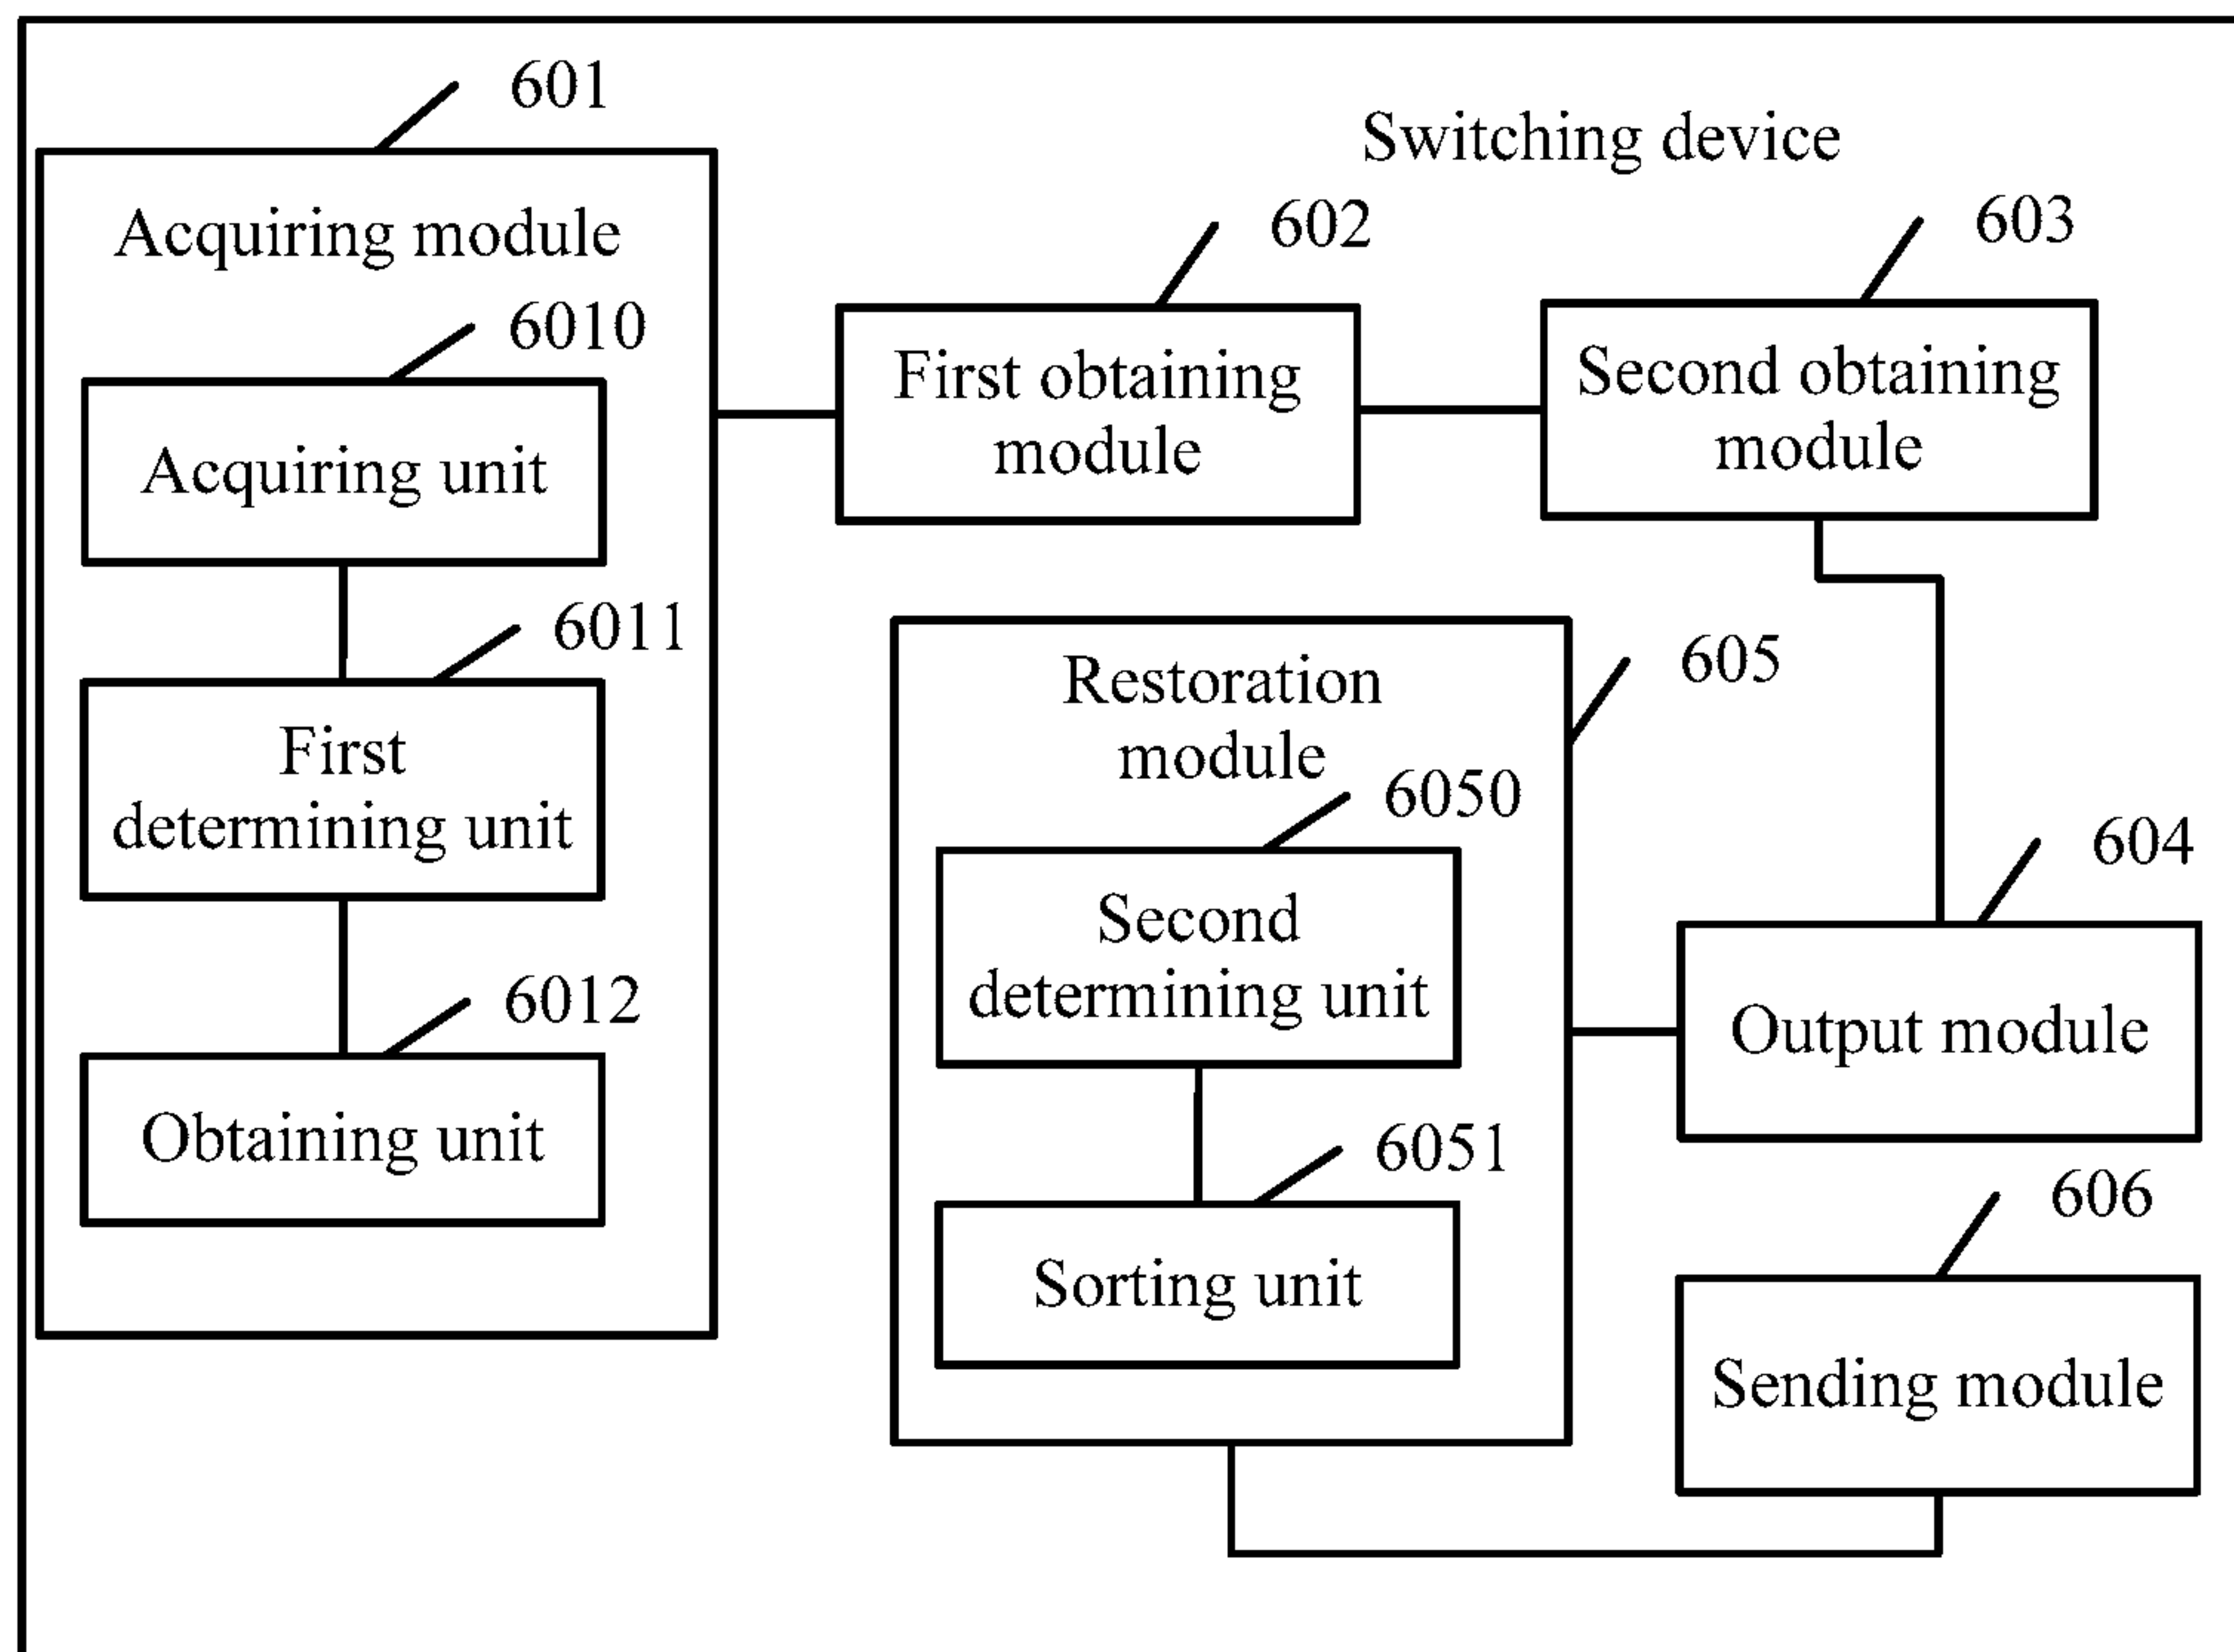 601
Switching device
Acquiring module
602
603
6010
First obtaining
module
Second obtaining
module
Acquiring unit
6011
Restoration
module
605
First
determining unit
6050
604
Second
determining unit
6012
Output module
Obtaining unit
6051
606
Sorting unit
Sending module